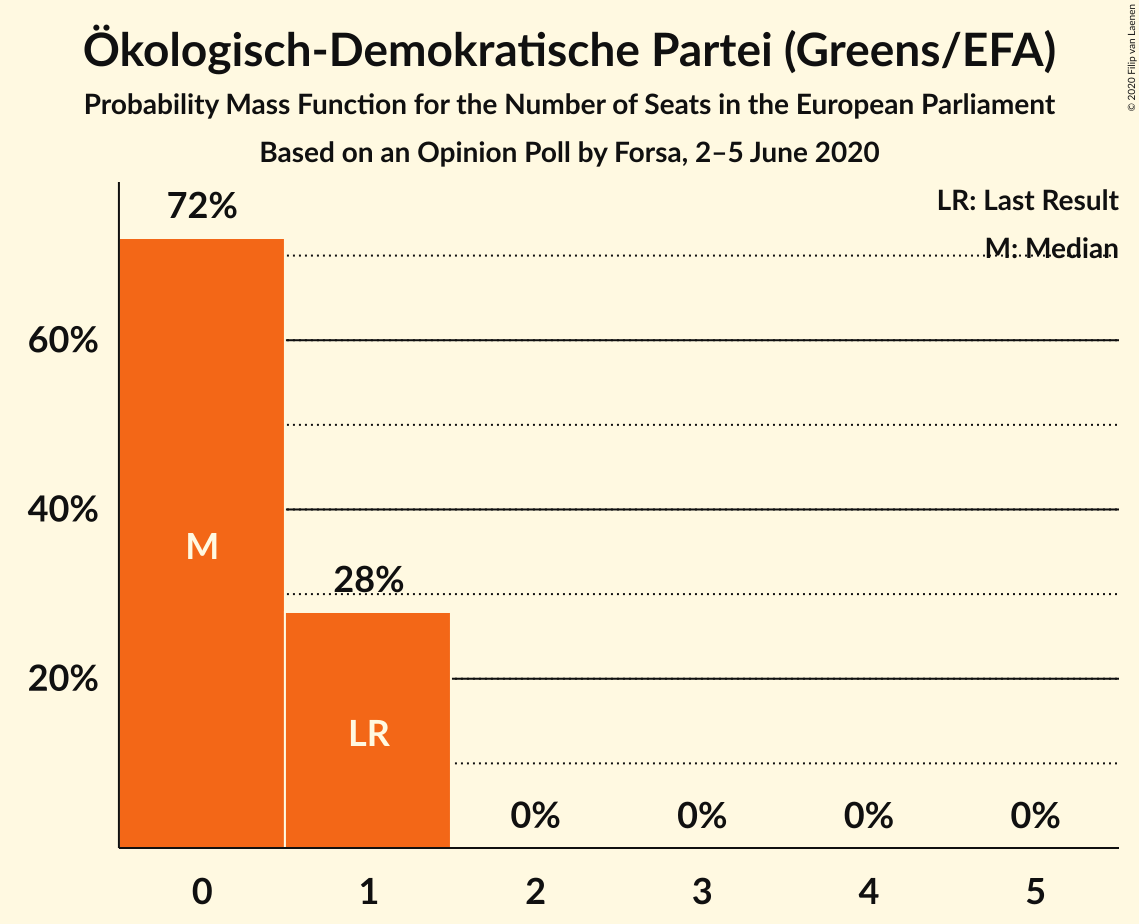 Ökologisch-Demokratische Partei (Greens/EFA)
Probability Mass Function for the Number of Seats in the European Parliament
Based on an Opinion Poll by Forsa, 2–5 June 2020
© 2020 Filip van Laenen
LR: Last Result
M: Median
72%
60%
40%
M
28%
20%
LR
0%
0%
0%
0%
0
1
2
3
4
5